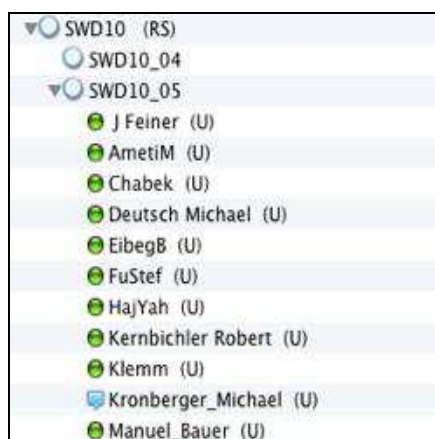 SWD10 (RS)
SWD10_04
SWD10_05
J Feiner (U)
AmetiM (U)
Chabek (U)
Deutsch Michael (U)
EibegB (U)
FuStef (U)
HajYah (U)
Kernbichler Robert (U)
Klemm (U)
Kronberger_Michael (U)
Manuel_Bauer (U)